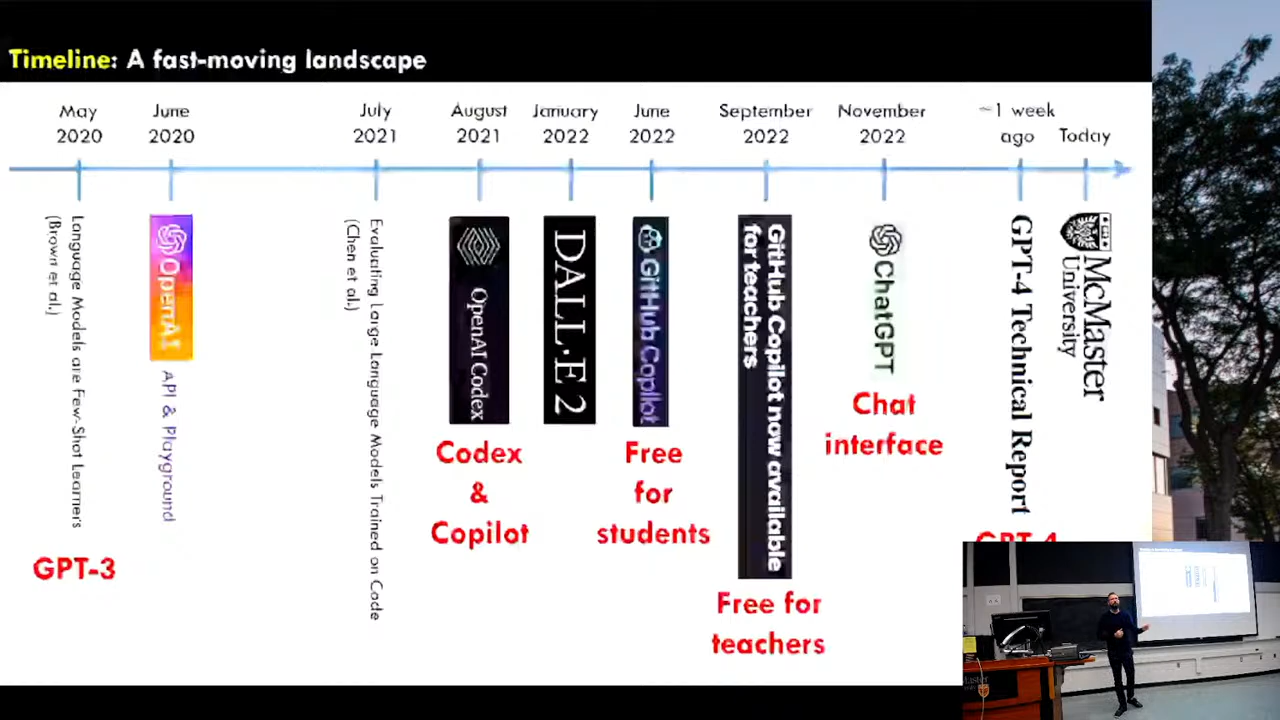 Timeline: A fast-moving landscape
May
2020
June
2020
July
2021
August
2021
January
2022
June
2022
September
2022
November
2022
~1 week
ago
Today
Language Models are Few-Shot Learners
(Brown et al.)
GPT-3
OpenAI
API & Playground
Evaluating Large Language Models Trained on Code
(Chen et al.)
OpenAI Codex
Codex
&
Copilot
DALL·E 2
GitHub Copilot
Free
for
students
GitHub Copilot now available
for teachers
Free for
teachers
ChatGPT
Chat
interface
GPT-4 Technical Report
GPT-4
McMaster
University